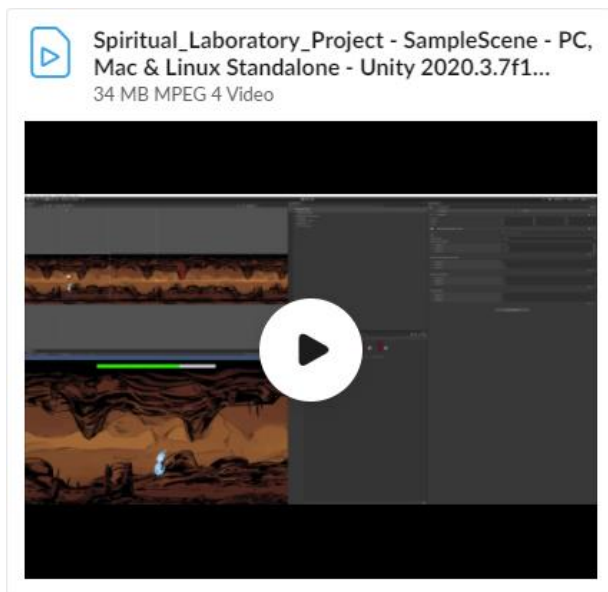 Spiritual_Laboratory_Project - SampleScene - PC,
Mac & Linux Standalone - Unity 2020.3.7f1...
34 MB MPEG 4 Video